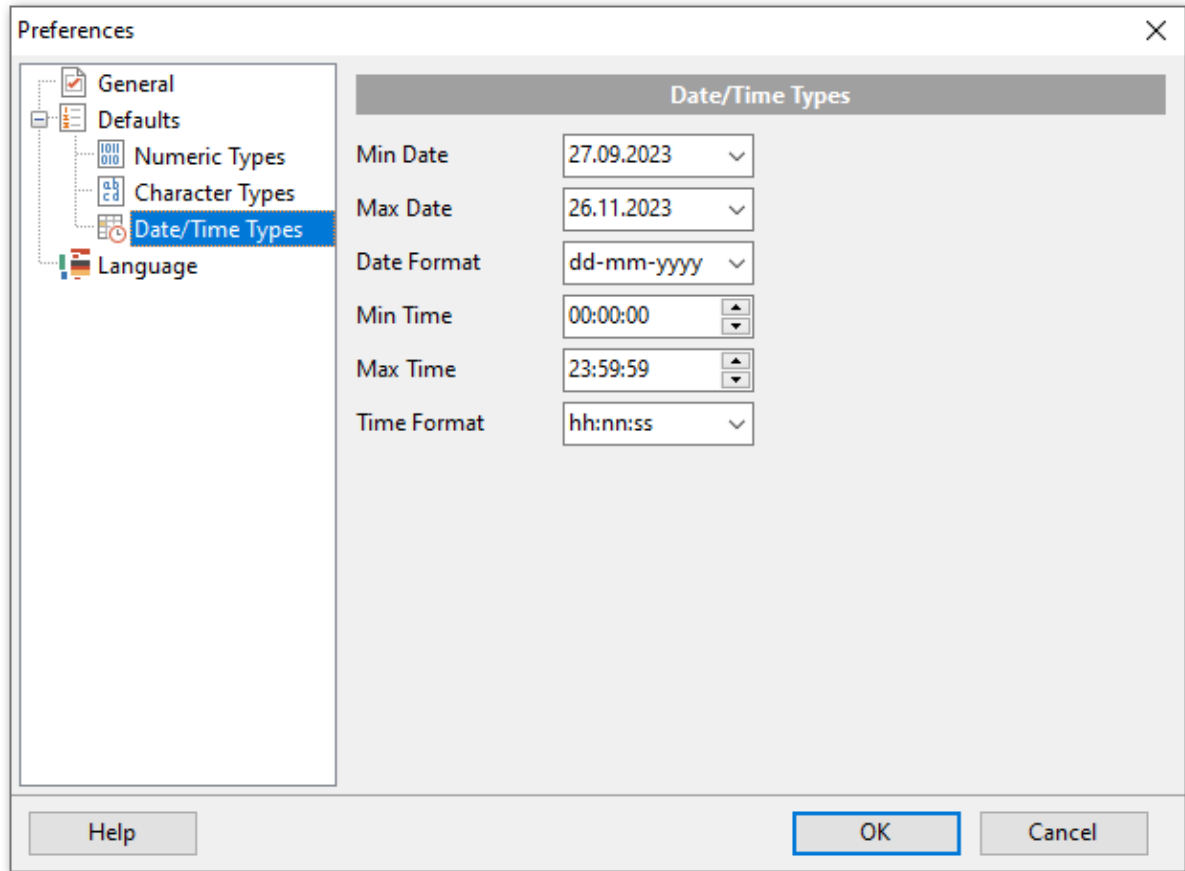 Preferences
General
Defaults
Numeric Types
Character Types
Date/Time Types
Language
Date/Time Types
Min Date 27.09.2023
Max Date 26.11.2023
Date Format dd-mm-yyyy
Min Time 00:00:00
Max Time 23:59:59
Time Format hh:nn:ss
Help OK Cancel